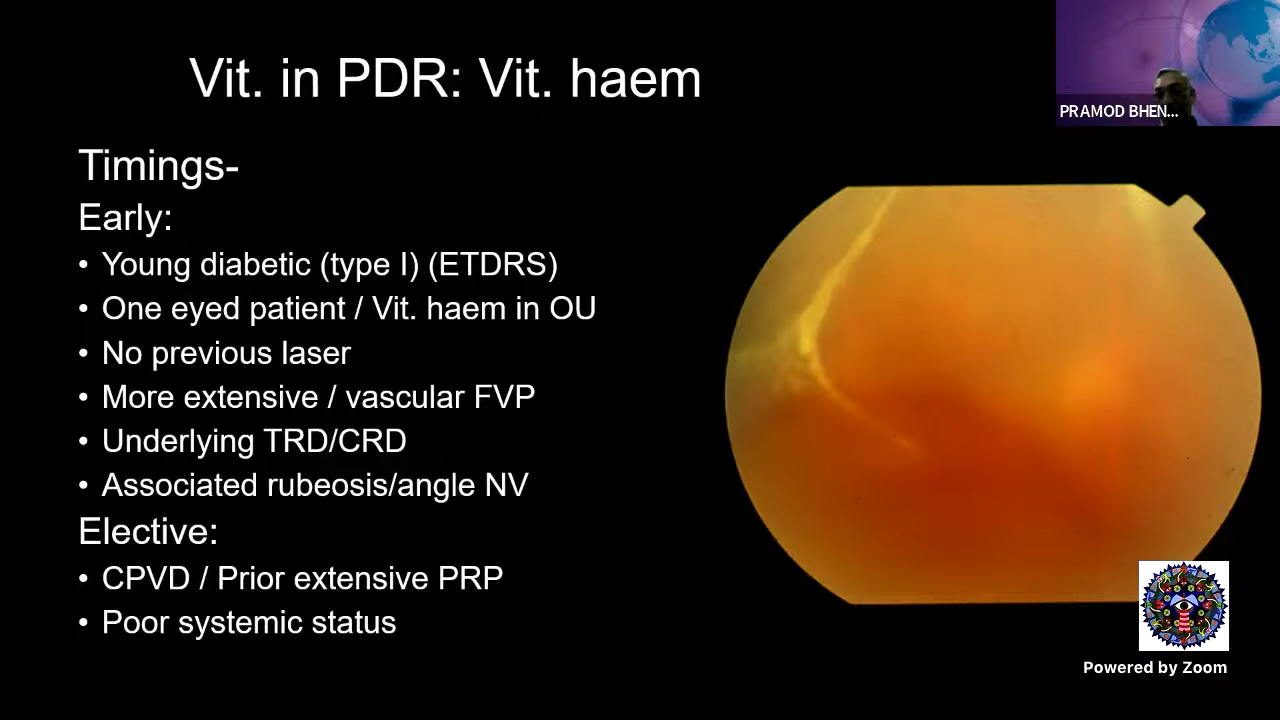 Vit. in PDR: Vit. haem
PRAMOD BHEN...
Timings-
Early:
• Young diabetic (type I) (ETDRS)
• One eyed patient / Vit. haem in OU
• No previous laser
• More extensive / vascular FVP
• Underlying TRD/CRD
• Associated rubeosis/angle NV
Elective:
• CPVD / Prior extensive PRP
• Poor systemic status
Powered by Zoom